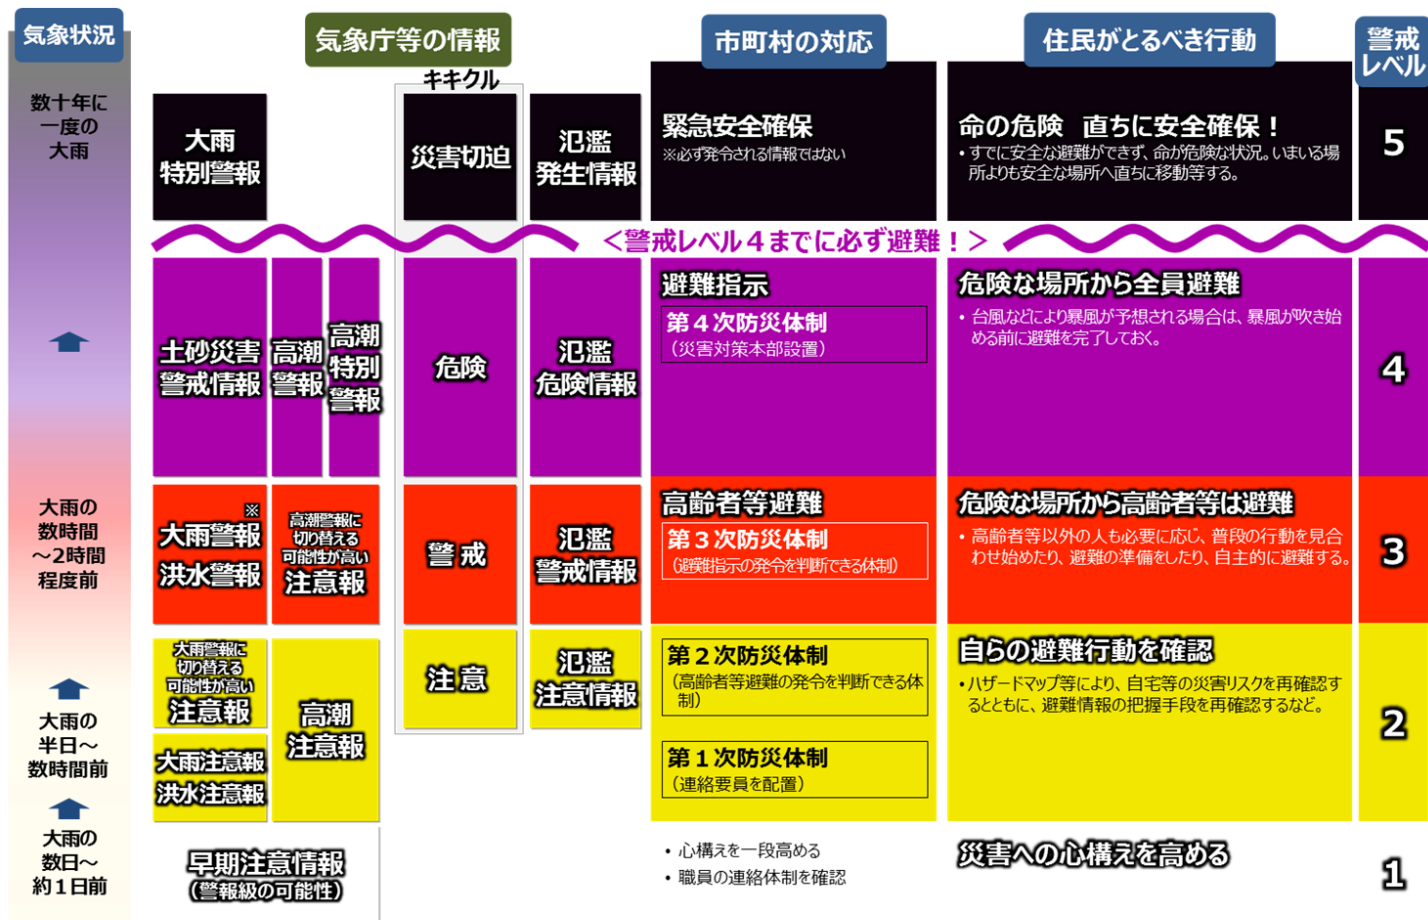 気象状況
気象庁等の情報
市町村の対応
住民がとるべき行動
警戒
レベル
キキクル
数十年に
一度の
大雨
大雨
特別警報
災害切迫
氾濫
発生情報
緊急安全確保
※必ず発令される情報ではない
命の危険 直ちに安全確保！
・すでに安全な避難ができず、命が危険な状況。いまいる場
所よりも安全な場所へ直ちに移動等する。
5
＜警戒レベル４までに必ず避難！＞
土砂災害
警戒情報
高潮
警報
高潮
特別
警報
危険
氾濫
危険情報
避難指示
第４次防災体制
（災害対策本部設置）
危険な場所から全員避難
・台風などにより暴風が予想される場合は、暴風が吹き始
める前に避難を完了しておく。
4
大雨の
数時間
～2時間
程度前
※
大雨警報
洪水警報
高潮警報に
切り替える
可能性が高い
注意報
警戒
氾濫
警戒情報
高齢者等避難
第３次防災体制
（避難指示の発令を判断できる体制）
危険な場所から高齢者等は避難
・高齢者等以外の人も必要に応じ、普段の行動を見合
わせ始めたり、避難の準備をしたり、自主的に避難する。
3
大雨の
半日～
数時間前
大雨警報に
切り替える
可能性が高い
注意報
大雨注意報
洪水注意報
高潮
注意報
注意
氾濫
注意情報
第２次防災体制
（高齢者等避難の発令を判断できる体
制）
第１次防災体制
（連絡要員を配置）
自らの避難行動を確認
・ハザードマップ等により、自宅等の災害リスクを再確認す
るとともに、避難情報の把握手段を再確認するなど。
2
大雨の
数日～
約１日前
早期注意情報
（警報級の可能性）
・心構えを一段高める
・職員の連絡体制を確認
災害への心構えを高める
1